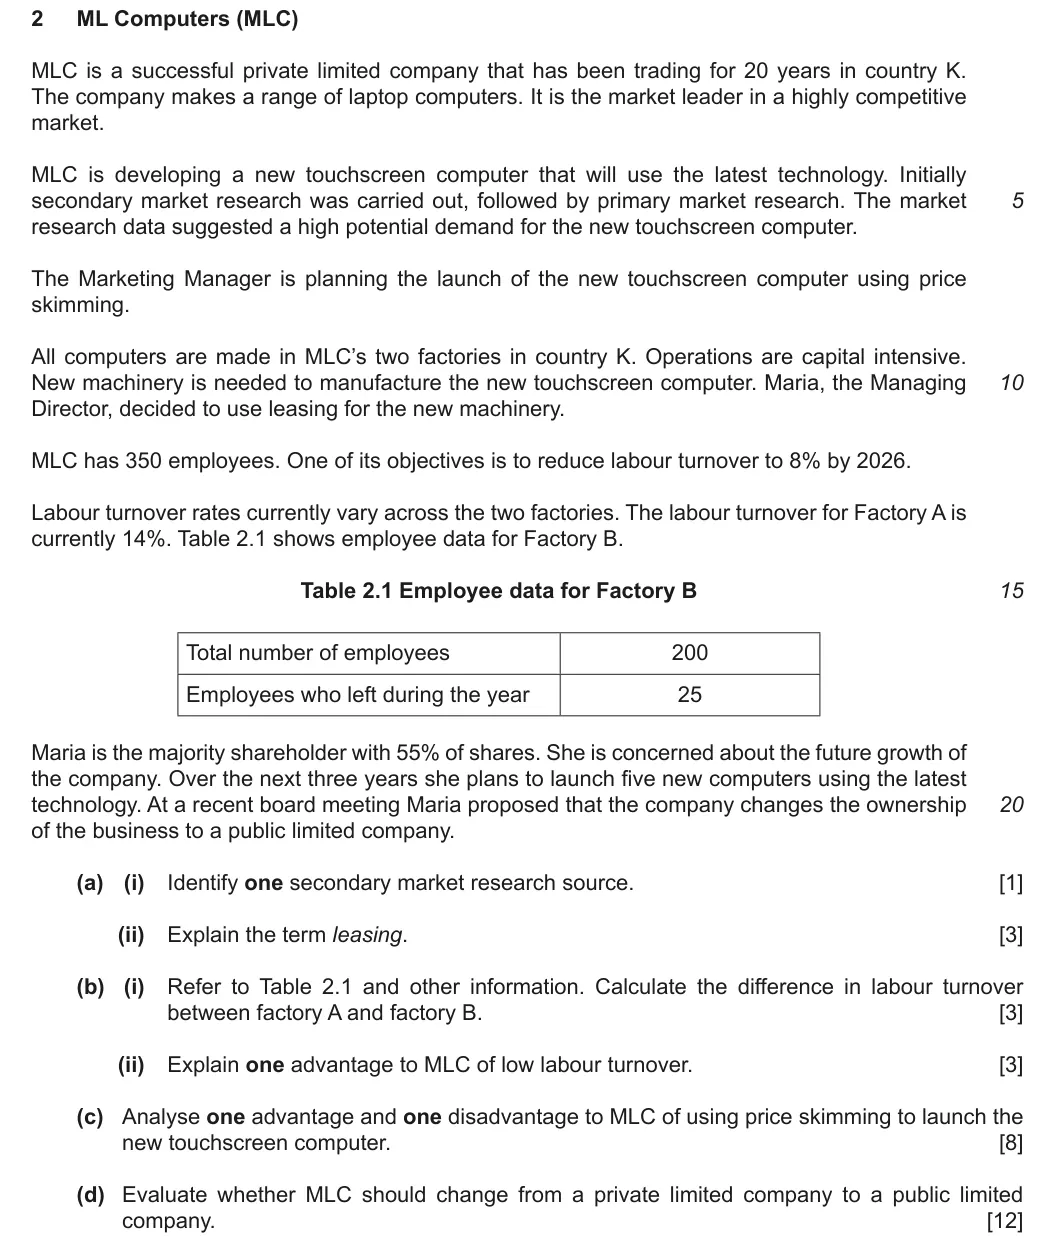 2 ML Computers (MLC)
MLC is a successful private limited company that has been trading for 20 years in country K.
The company makes a range of laptop computers. It is the market leader in a highly competitive
market.
MLC is developing a new touchscreen computer that will use the latest technology. Initially
secondary market research was carried out, followed by primary market research. The market 5
research data suggested a high potential demand for the new touchscreen computer.
The Marketing Manager is planning the launch of the new touchscreen computer using price
skimming.
All computers are made in MLC’s two factories in country K. Operations are capital intensive.
New machinery is needed to manufacture the new touchscreen computer. Maria, the Managing 10
Director, decided to use leasing for the new machinery.
MLC has 350 employees. One of its objectives is to reduce labour turnover to 8% by 2026.
Labour turnover rates currently vary across the two factories. The labour turnover for Factory A is
currently 14%. Table 2.1 shows employee data for Factory B.
Table 2.1 Employee data for Factory B 15
Total number of employees 200
Employees who left during the year 25
Maria is the majority shareholder with 55% of shares. She is concerned about the future growth of
the company. Over the next three years she plans to launch five new computers using the latest
technology. At a recent board meeting Maria proposed that the company changes the ownership 20
of the business to a public limited company.
(a) (i) Identify one secondary market research source. [1]
(ii) Explain the term leasing. [3]
(b) (i) Refer to Table 2.1 and other information. Calculate the difference in labour turnover
between factory A and factory B. [3]
(ii) Explain one advantage to MLC of low labour turnover. [3]
(c) Analyse one advantage and one disadvantage to MLC of using price skimming to launch the
new touchscreen computer. [8]
(d) Evaluate whether MLC should change from a private limited company to a public limited
company. [12]